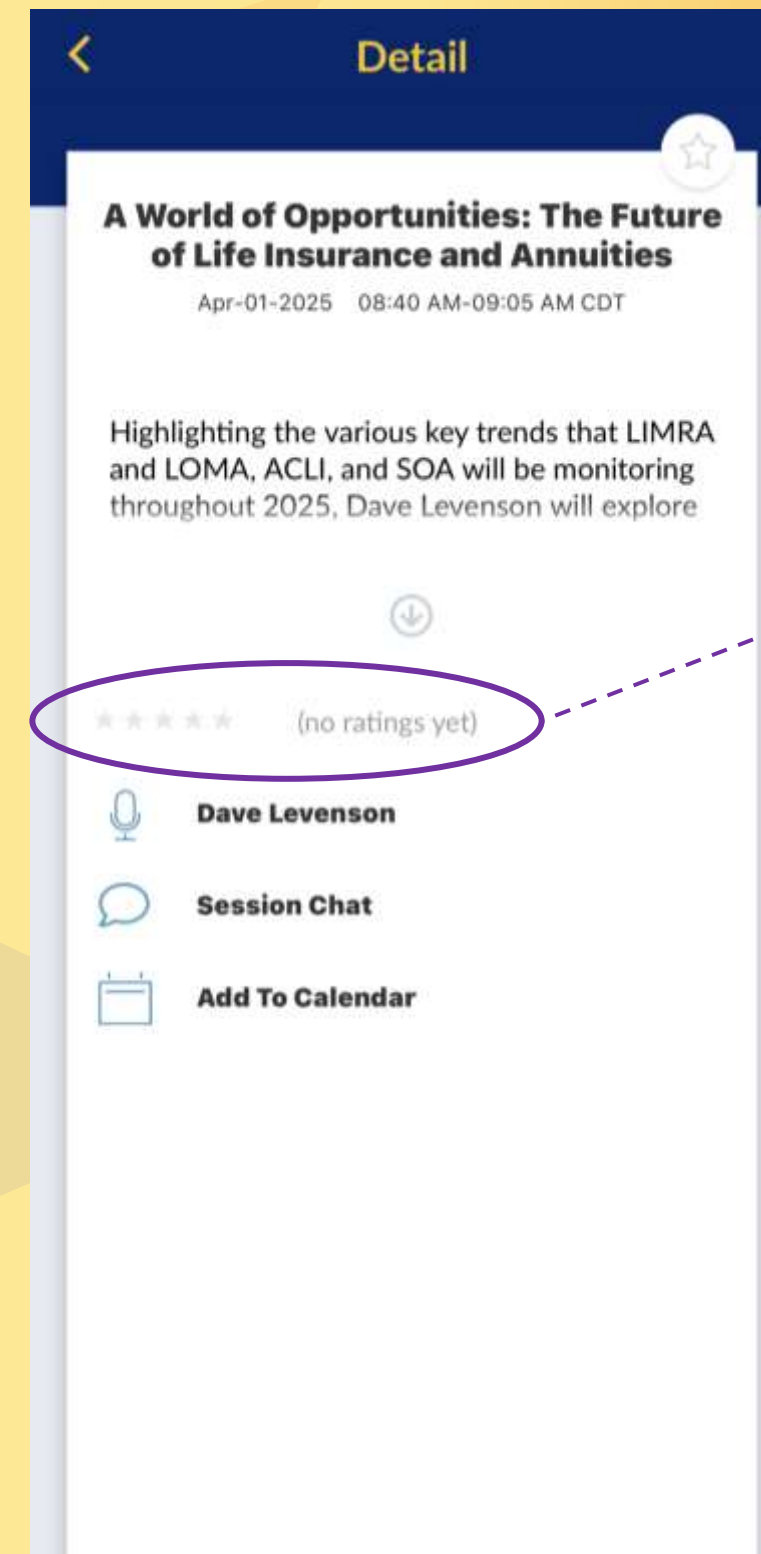 Detail
A World of Opportunities: The Future
of Life Insurance and Annuities
Apr-01-2025 08:40 AM-09:05 AM CDT
Highlighting the various key trends that LIMRA
and LOMA, ACLI, and SOA will be monitoring
throughout 2025, Dave Levenson will explore
(no ratings yet)
Dave Levenson
Session Chat
Add To Calendar